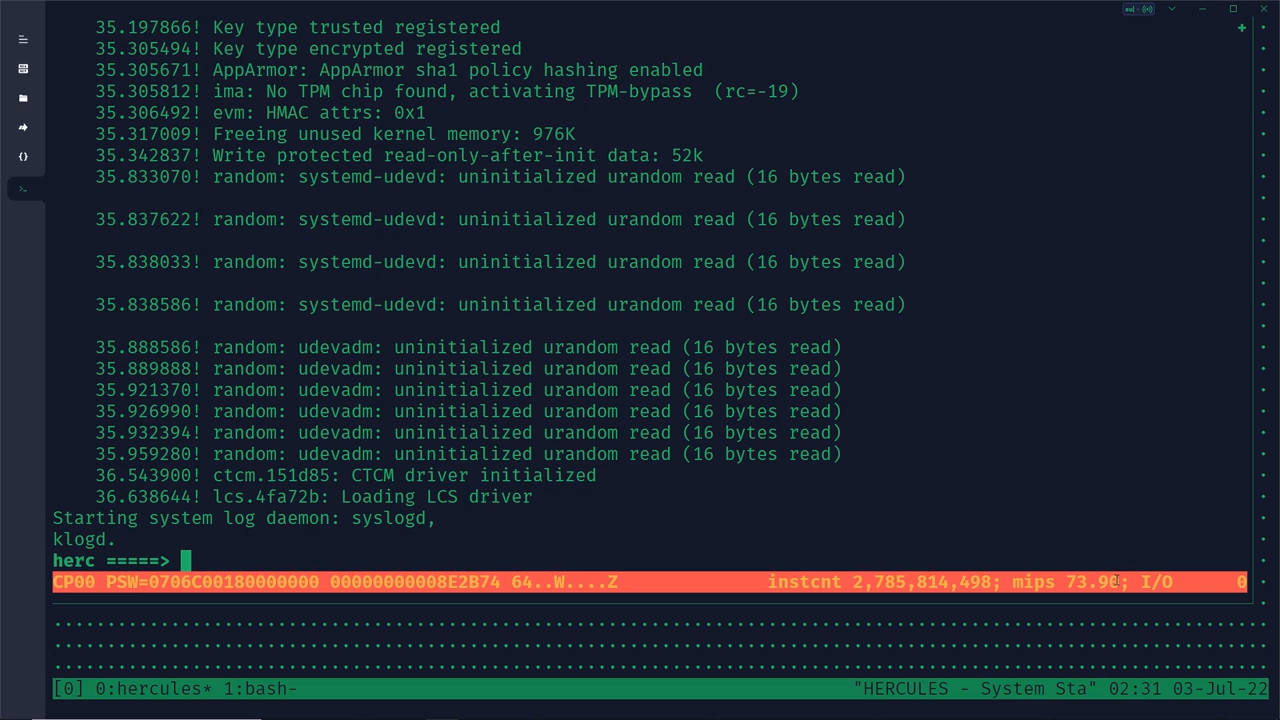 35.197866! Key type trusted registered
35.305494! Key type encrypted registered
35.305671! AppArmor: AppArmor sha1 policy hashing enabled
35.305812! ima: No TPM chip found, activating TPM-bypass  (rc=-19)
35.306492! evm: HMAC attrs: 0x1
35.317009! Freeing unused kernel memory: 976K
35.342837! Write protected read-only-after-init data: 52k
35.833070! random: systemd-udevd: uninitialized urandom read (16 bytes read)
35.837622! random: systemd-udevd: uninitialized urandom read (16 bytes read)
35.838033! random: systemd-udevd: uninitialized urandom read (16 bytes read)
35.838586! random: systemd-udevd: uninitialized urandom read (16 bytes read)
35.888586! random: udevadm: uninitialized urandom read (16 bytes read)
35.889888! random: udevadm: uninitialized urandom read (16 bytes read)
35.921370! random: udevadm: uninitialized urandom read (16 bytes read)
35.926990! random: udevadm: uninitialized urandom read (16 bytes read)
35.932394! random: udevadm: uninitialized urandom read (16 bytes read)
35.959280! random: udevadm: uninitialized urandom read (16 bytes read)
36.543900! ctcm.151d85: CTCM driver initialized
36.638644! lcs.4fa72b: Loading LCS driver
Starting system log daemon: syslogd,
klogd.
herc =====>
CP00 PSW=0706C00180000000 00000000008E2B74 64..W....Z instcnt 2,785,814,498; mips 73.90; I/O 0
[0] 0:hercules* 1:bash- "HERCULES - System Sta" 02:31 03-Jul-22